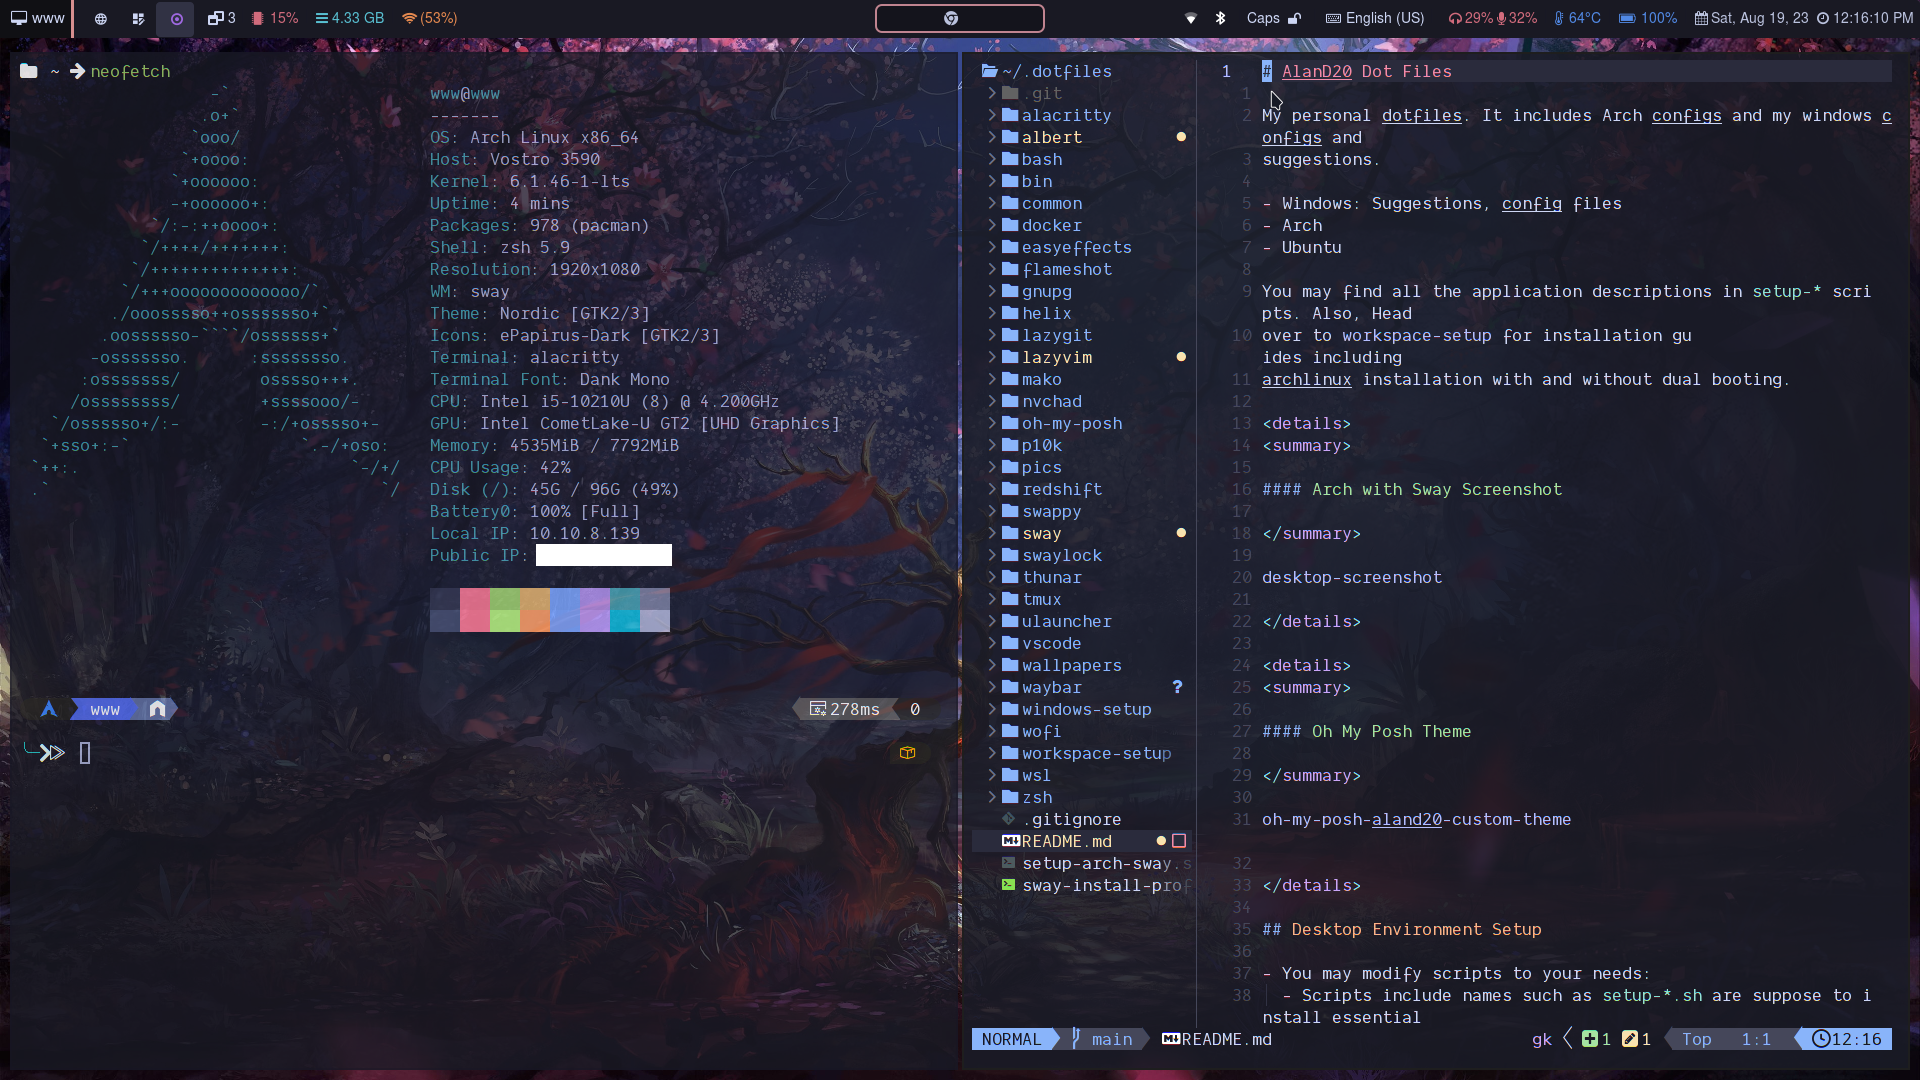 www 3 15% 4.33 GB (53%) Caps English (US) 29% 32% 64°C 100% Sat, Aug 19, 23 12:16:10 PM
~ neofetch
www@www
-------
OS: Arch Linux x86_64
Host: Vostro 3590
Kernel: 6.1.46-1-lts
Uptime: 4 mins
Packages: 978 (pacman)
Shell: zsh 5.9
Resolution: 1920x1080
WM: sway
Theme: Nordic [GTK2/3]
Icons: ePapirus-Dark [GTK2/3]
Terminal: alacritty
Terminal Font: Dank Mono
CPU: Intel i5-10210U (8) @ 4.200GHz
GPU: Intel CometLake-U GT2 [UHD Graphics]
Memory: 4535MiB / 7792MiB
CPU Usage: 42%
Disk (/): 45G / 96G (49%)
Battery0: 100% [Full]
Local IP: 10.10.8.139
Public IP:
www 278ms 0
~/.dotfiles
.git
alacritty
albert
bash
bin
common
docker
easyeffects
flameshot
gnupg
helix
lazygit
lazyvim
mako
nvchad
oh-my-posh
p10k
pics
redshift
swappy
sway
swaylock
thunar
tmux
ulauncher
vscode
wallpapers
waybar ?
windows-setup
wofi
workspace-setup
wsl
zsh
.gitignore
README.md
setup-arch-sway.s
sway-install-prof
1 # AlanD20 Dot Files
1
2 My personal dotfiles. It includes Arch configs and my windows c
onfigs and
3 suggestions.
4
5 - Windows: Suggestions, config files
6 - Arch
7 - Ubuntu
8
9 You may find all the application descriptions in setup-* scri
pts. Also, Head
10 over to workspace-setup for installation gu
ides including
11 archlinux installation with and without dual booting.
12
13 <details>
14 <summary>
15
16 #### Arch with Sway Screenshot
17
18 </summary>
19
20 desktop-screenshot
21
22 </details>
23
24 <details>
25 <summary>
26
27 #### Oh My Posh Theme
28
29 </summary>
30
31 oh-my-posh-aland20-custom-theme
32
33 </details>
34
35 ## Desktop Environment Setup
36
37 - You may modify scripts to your needs:
38 - Scripts include names such as setup-*.sh are suppose to i
nstall essential
NORMAL main README.md gk 1 1 Top 1:1 12:16